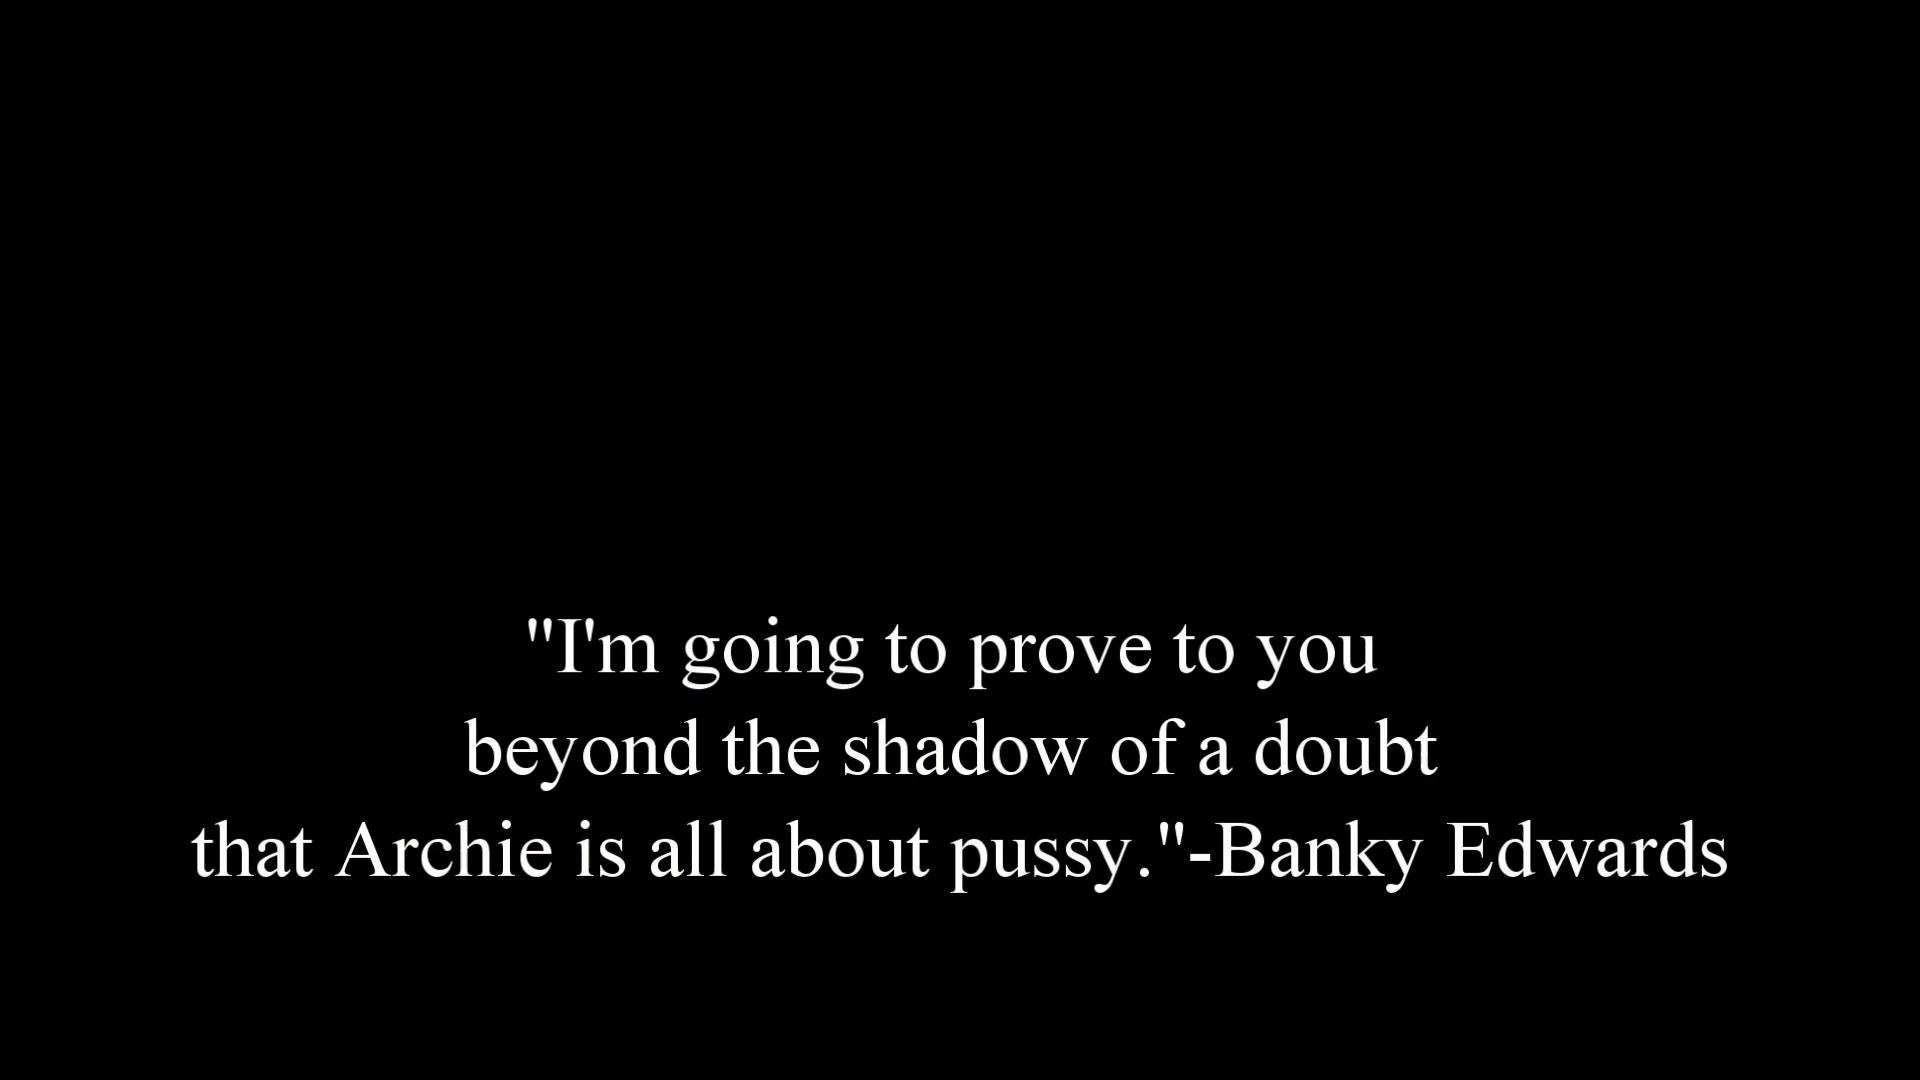 "I'm going to prove to you
beyond the shadow of a doubt
that Archie is all about pussy."-Banky Edwards